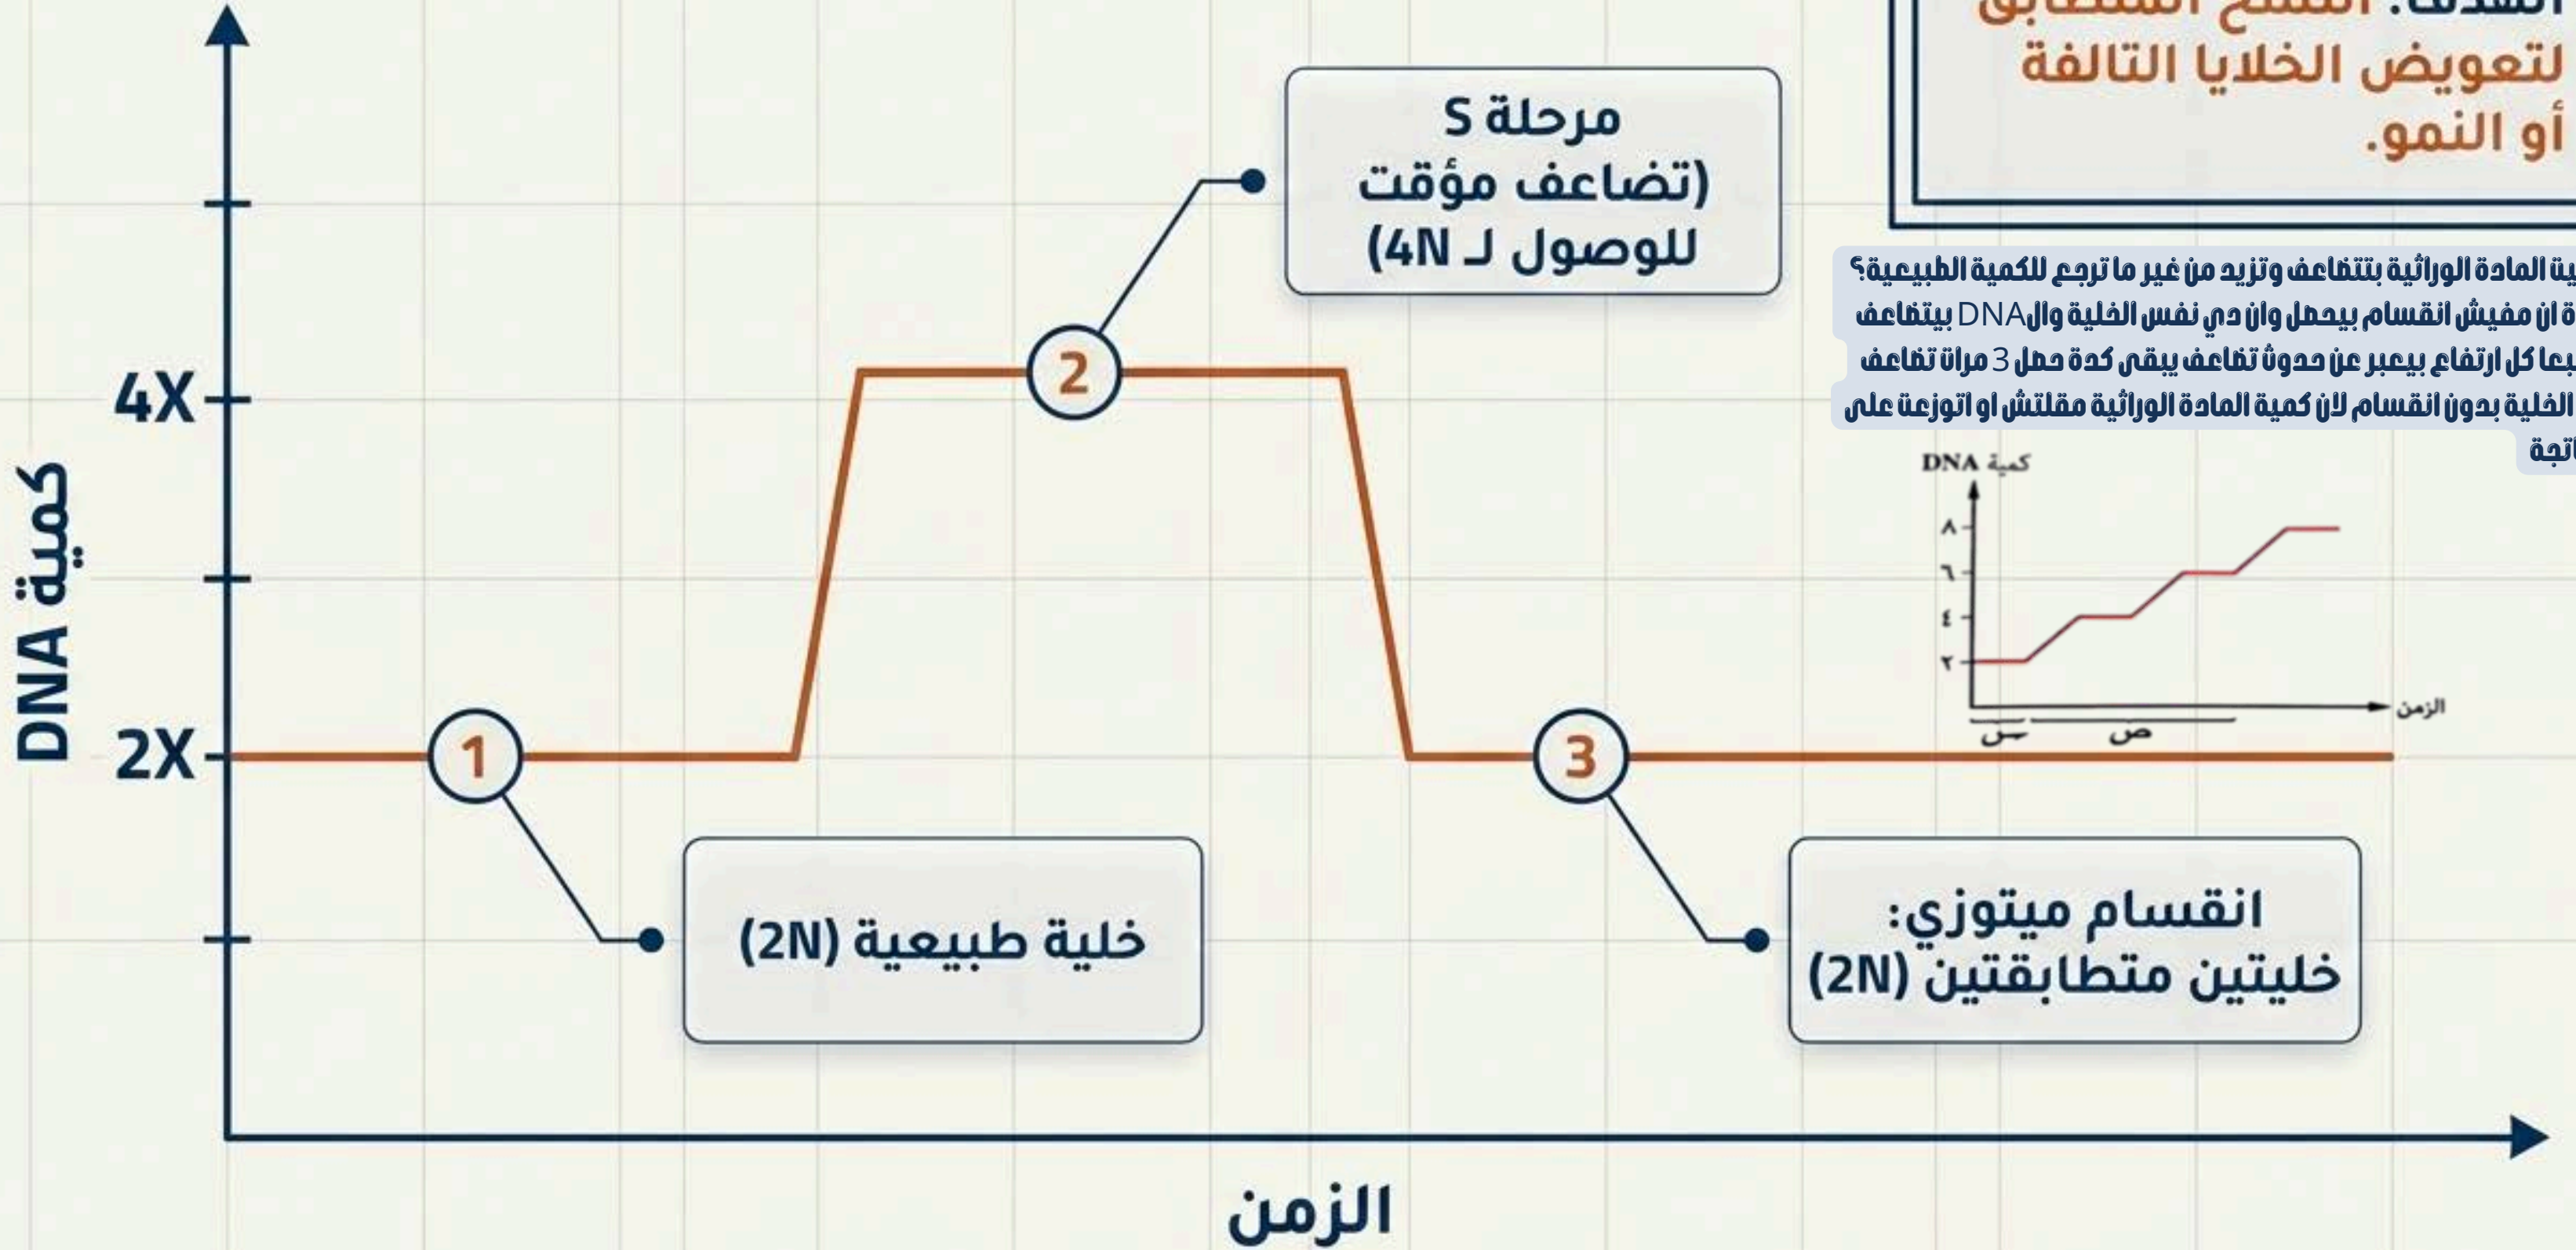 لتعويض الخلايا التالفة
أو النمو.
مرحلة S
(تضاعف مؤقت
للوصول لـ 4N)
المادة الوراثية بتتضاعف وتزيد من غير ما ترجع للكمية الطبيعية؟
ان مفيش انقسام بيحصل وان دي نفس الخلية والDNA بيتضاعف
كل ارتفاع بيعبر عن حدوث تضاعف يبقى كدة حصل 3 مرات تضاعف
الخلية بدون انقسام لان كمية المادة الوراثية مقلتش او اتوزعت على
كمية DNA
٨
٦
٤
٢
الزمن
س
ص
كمية DNA
4X
2X
2
1
3
خلية طبيعية (2N)
انقسام ميتوزي:
خليتين متطابقتين (2N)
الزمن